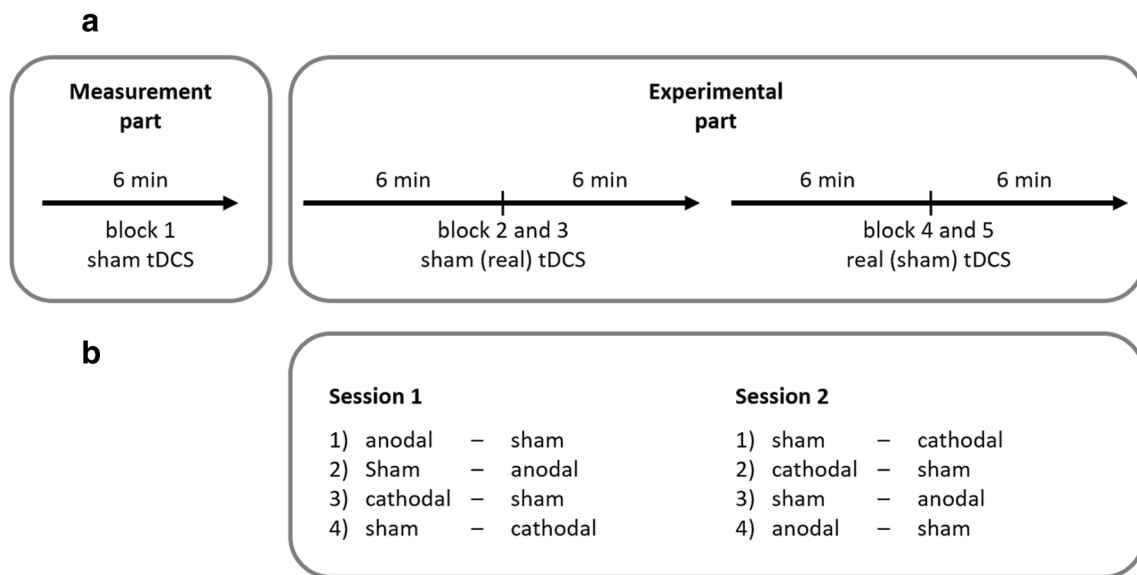 a
Measurement
part
6 min
block 1
sham tDCS
Experimental
part
6 min
6 min
block 2 and 3
sham (real) tDCS
6 min
6 min
block 4 and 5
real (sham) tDCS
b
Session 1
1) anodal – sham
2) Sham – anodal
3) cathodal – sham
4) sham – cathodal
Session 2
1) sham – cathodal
2) cathodal – sham
3) sham – anodal
4) anodal – sham